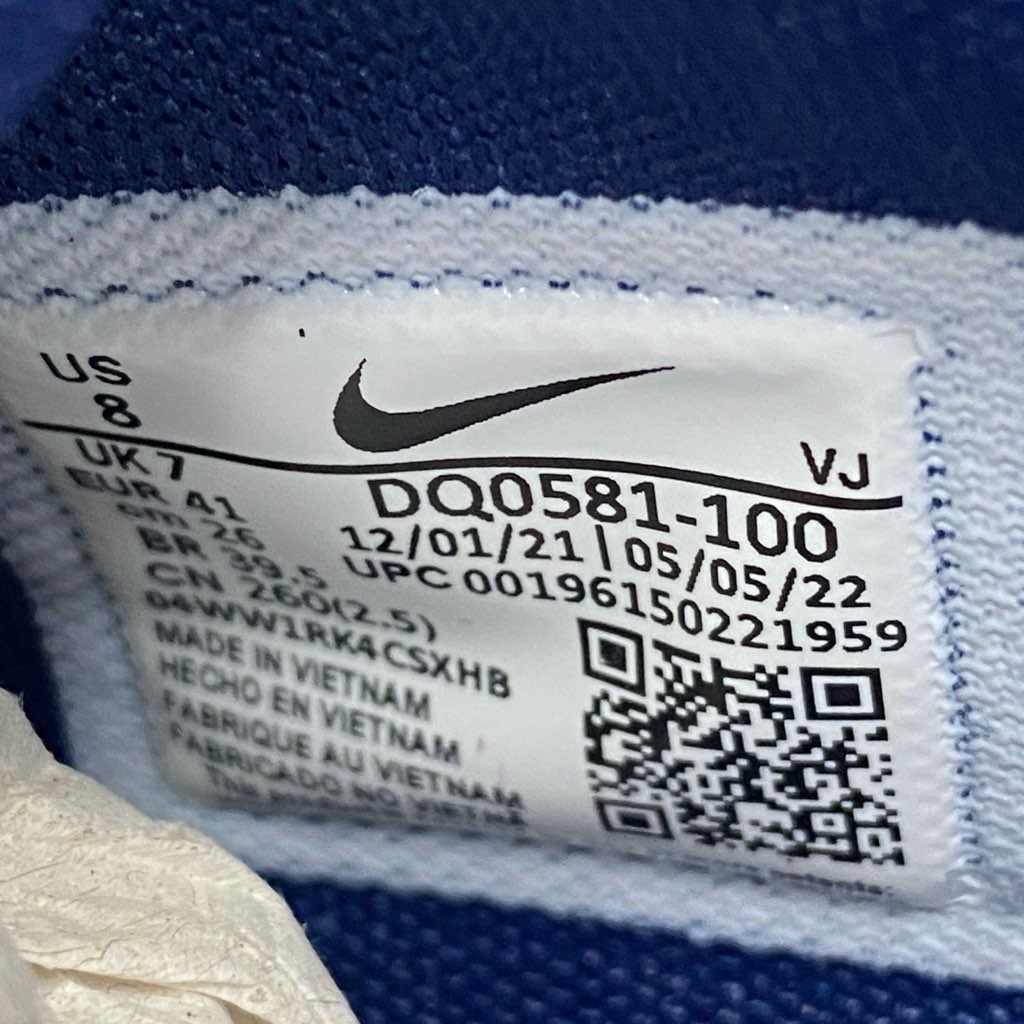 US
8
VJ
UK 7
EUR 41
cm 26
BR 39.5
CN 260(2.5)
DQ0581-100
12/01/21 | 05/05/22
UPC 00196150221959
04WW1RK4CSXHB
MADE IN VIETNAM
HECHO EN VIETNAM
FABRIQUE AU VIETNAM
FABRICADO NO VIETNA